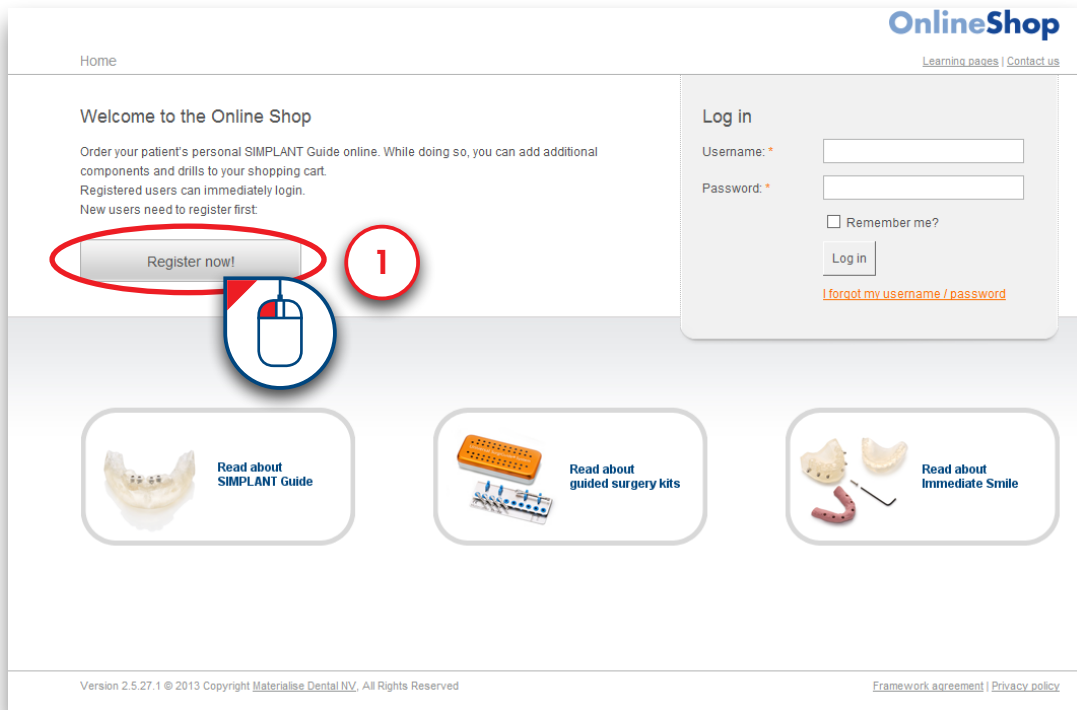 OnlineShop
Home
Learning pages | Contact us
Welcome to the Online Shop
Order your patient's personal SIMPLANT Guide online. While doing so, you can add additional
components and drills to your shopping cart.
Registered users can immediately login.
New users need to register first:
Register now!
1
Log in
Username: *
Password: *
Remember me?
Log in
I forgot my username / password
Read about
SIMPLANT Guide
Read about
guided surgery kits
Read about
Immediate Smile
Version 2.5.27.1 © 2013 Copyright Materialise Dental NV, All Rights Reserved
Framework agreement | Privacy policy